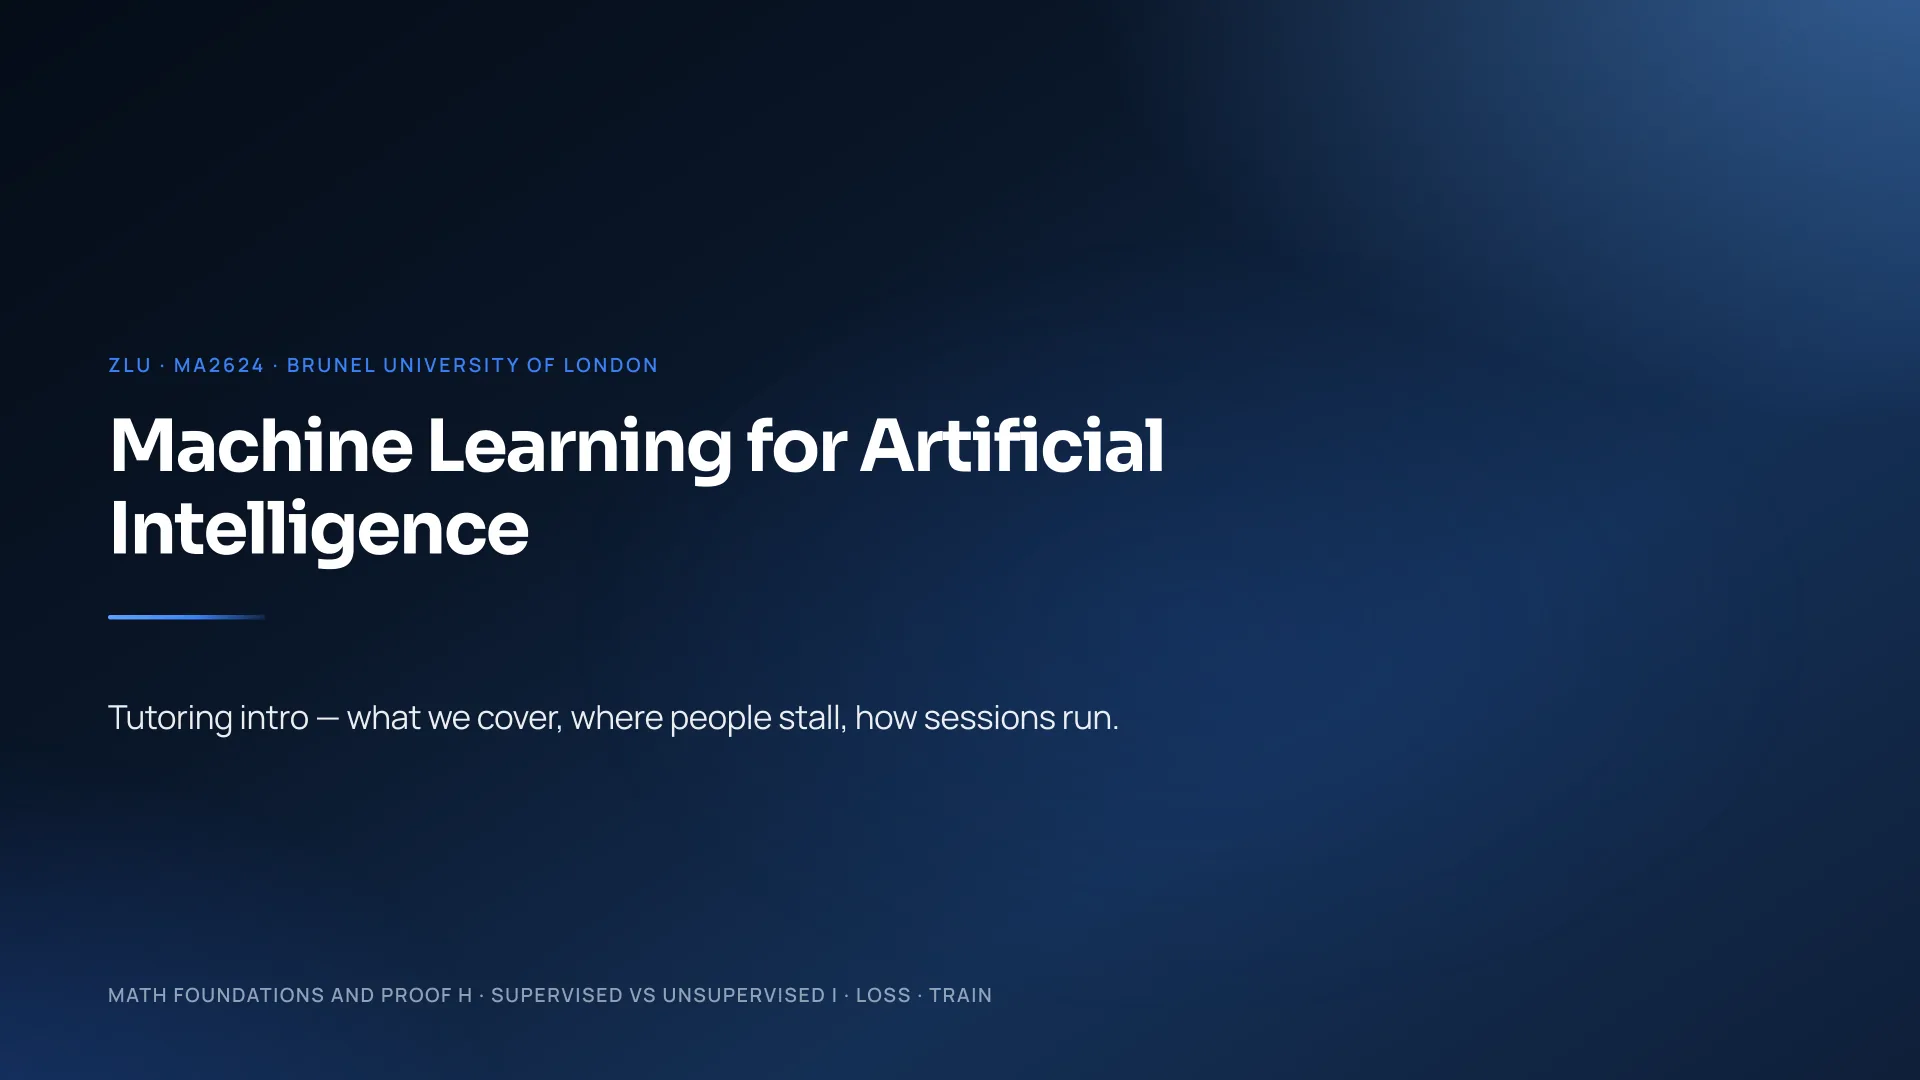 ZLU · MA2624 · BRUNEL UNIVERSITY OF LONDON
Machine Learning for Artificial
Intelligence
Tutoring intro — what we cover, where people stall, how sessions run.
MATH FOUNDATIONS AND PROOF H · SUPERVISED VS UNSUPERVISED I · LOSS · TRAIN